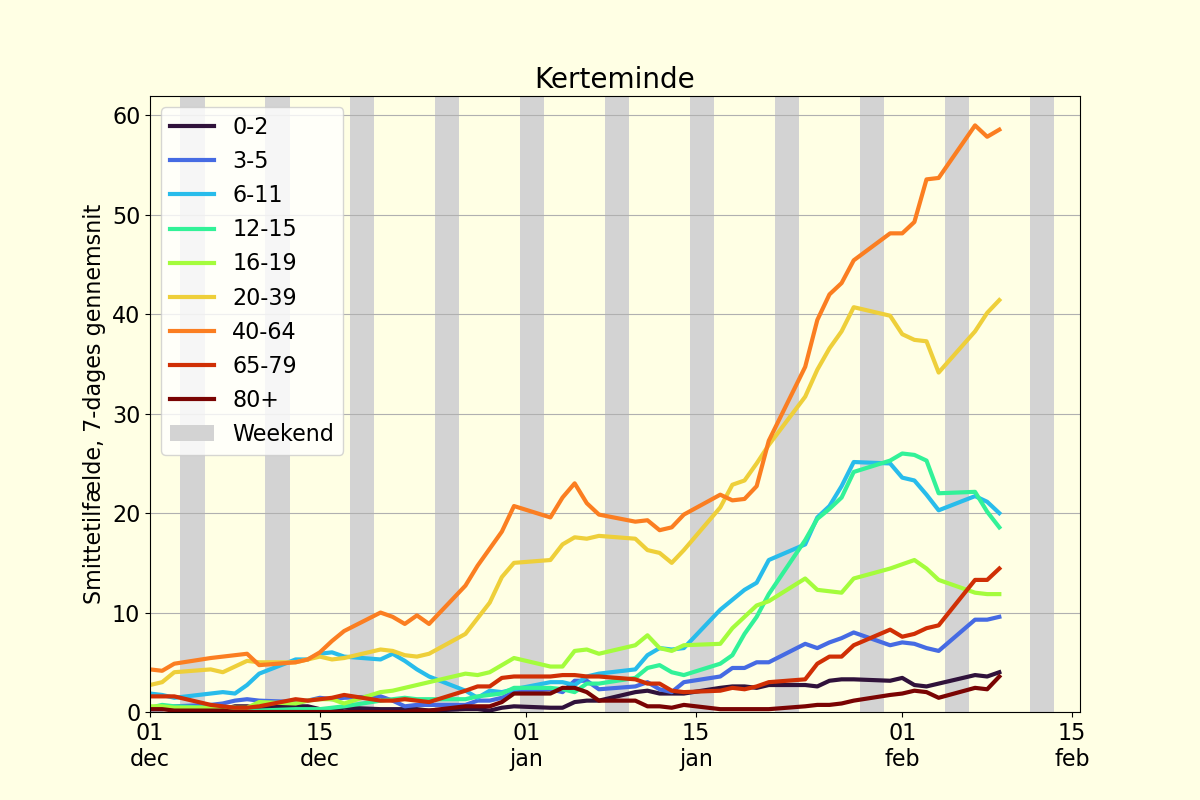 Kerteminde
Smittetilfælde, 7-dages gennemsnit
60
50
40
30
20
10
0
0-2
3-5
6-11
12-15
16-19
20-39
40-64
65-79
80+
Weekend
01 dec
15 dec
01 jan
15 jan
01 feb
15 feb